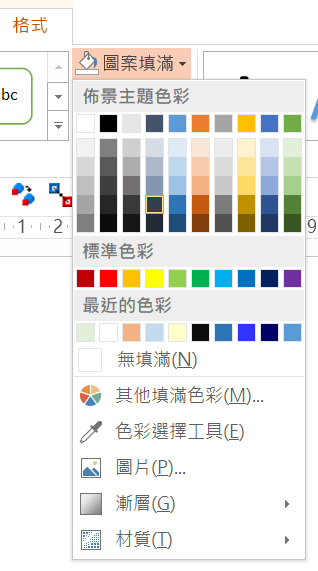 格式
圖案填滿
bc
佈景主題色彩
1
2
9
標準色彩
最近的色彩
無填滿(N)
其他填滿色彩(M)...
色彩選擇工具(E)
圖片(P)...
漸層(G)
材質(T)